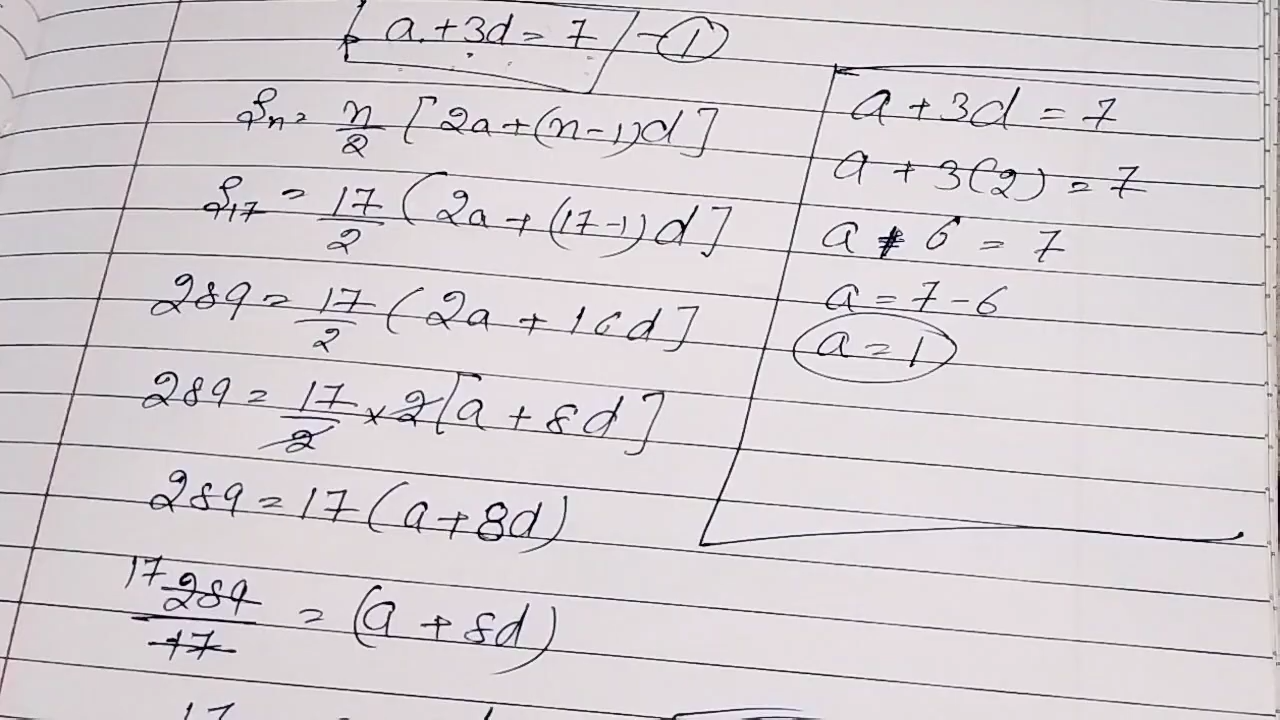 a + 3d = 7 - ①
Sn = n/2 [2a+(n-1)d]
S17 = 17/2 (2a+(17-1)d]
289 = 17/2 (2a + 16d]
289 = 17/2 × 2[a + 8d]
289 = 17(a+8d)
17 289/17 = (a + 8d)
17
a + 3d = 7
a + 3(2) = 7
a + 6 = 7
a = 7 - 6
a = 1